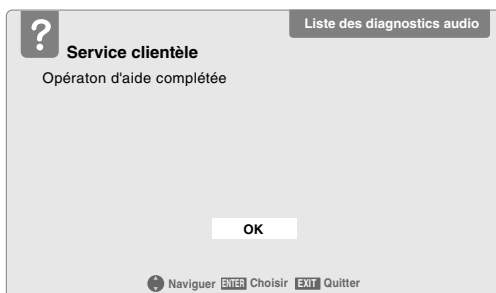 Liste des diagnostics audio
?
Service clientèle
Opératon d'aide complétée
OK
Naviguer ENTER Choisir EXIT Quitter